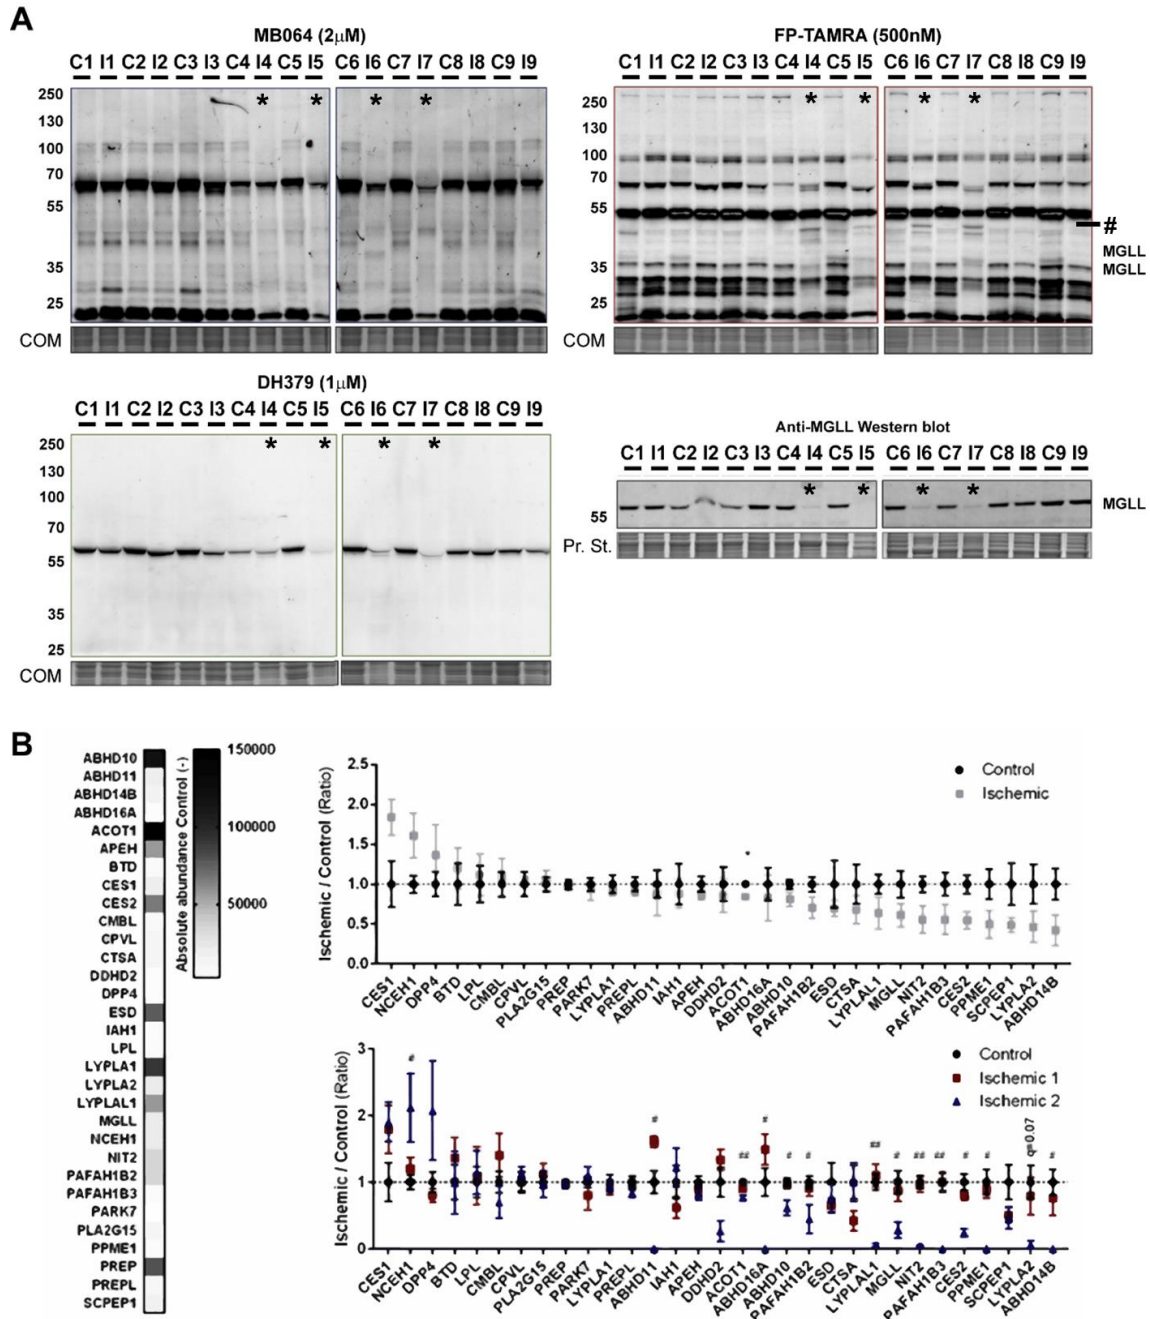 A
MB064 (2μM)
C1 I1 C2 I2 C3 I3 C4 I4 C5 I5 C6 I6 C7 I7 C8 I8 C9 I9
* * * *
250
130
100
70
55
35
25
COM
FP-TAMRA (500nM)
C1 I1 C2 I2 C3 I3 C4 I4 C5 I5 C6 I6 C7 I7 C8 I8 C9 I9
* * * *
250
130
100
70
55
35
25
#
MGLL
MGLL
COM
DH379 (1μM)
C1 I1 C2 I2 C3 I3 C4 I4 C5 I5 C6 I6 C7 I7 C8 I8 C9 I9
* * * *
250
130
100
70
55
35
25
COM
Anti-MGLL Western blot
C1 I1 C2 I2 C3 I3 C4 I4 C5 I5 C6 I6 C7 I7 C8 I8 C9 I9
* * * *
55
MGLL
Pr. St.
B
ABHD10
ABHD11
ABHD14B
ABHD16A
ACOT1
APEH
BTD
CES1
CES2
CMBL
CPVL
CTSA
DDHD2
DPP4
ESD
IAH1
LPL
LYPLA1
LYPLA2
LYPLAL1
MGLL
NCEH1
NIT2
PAFAH1B2
PAFAH1B3
PARK7
PLA2G15
PPME1
PREP
PREPL
SCPEP1
Absolute abundance Control (-)
150000
100000
50000
Ischemic / Control (Ratio)
2.5
2.0
1.5
1.0
0.5
0.0
Control
Ischemic
*
CES1 NCEH1 DPP4 BTD LPL CMBL CPVL PLA2G15 PREP PARK7 LYPLA1 PREPL ABHD11 IAH1 APEH DDHD2 ACOT1 ABHD16A ABHD10 PAFAH1B2 ESD CTSA LYPLAL1 MGLL NIT2 PAFAH1B3 CES2 PPME1 SCPEP1 LYPLA2 ABHD14B
Ischemic / Control (Ratio)
3
2
1
0
Control
Ischemic 1
Ischemic 2
# # ## # # # ## # ## ## # # q=0.07 #
CES1 NCEH1 DPP4 BTD LPL CMBL CPVL PLA2G15 PREP PARK7 LYPLA1 PREPL ABHD11 IAH1 APEH DDHD2 ACOT1 ABHD16A ABHD10 PAFAH1B2 ESD CTSA LYPLAL1 MGLL NIT2 PAFAH1B3 CES2 PPME1 SCPEP1 LYPLA2 ABHD14B